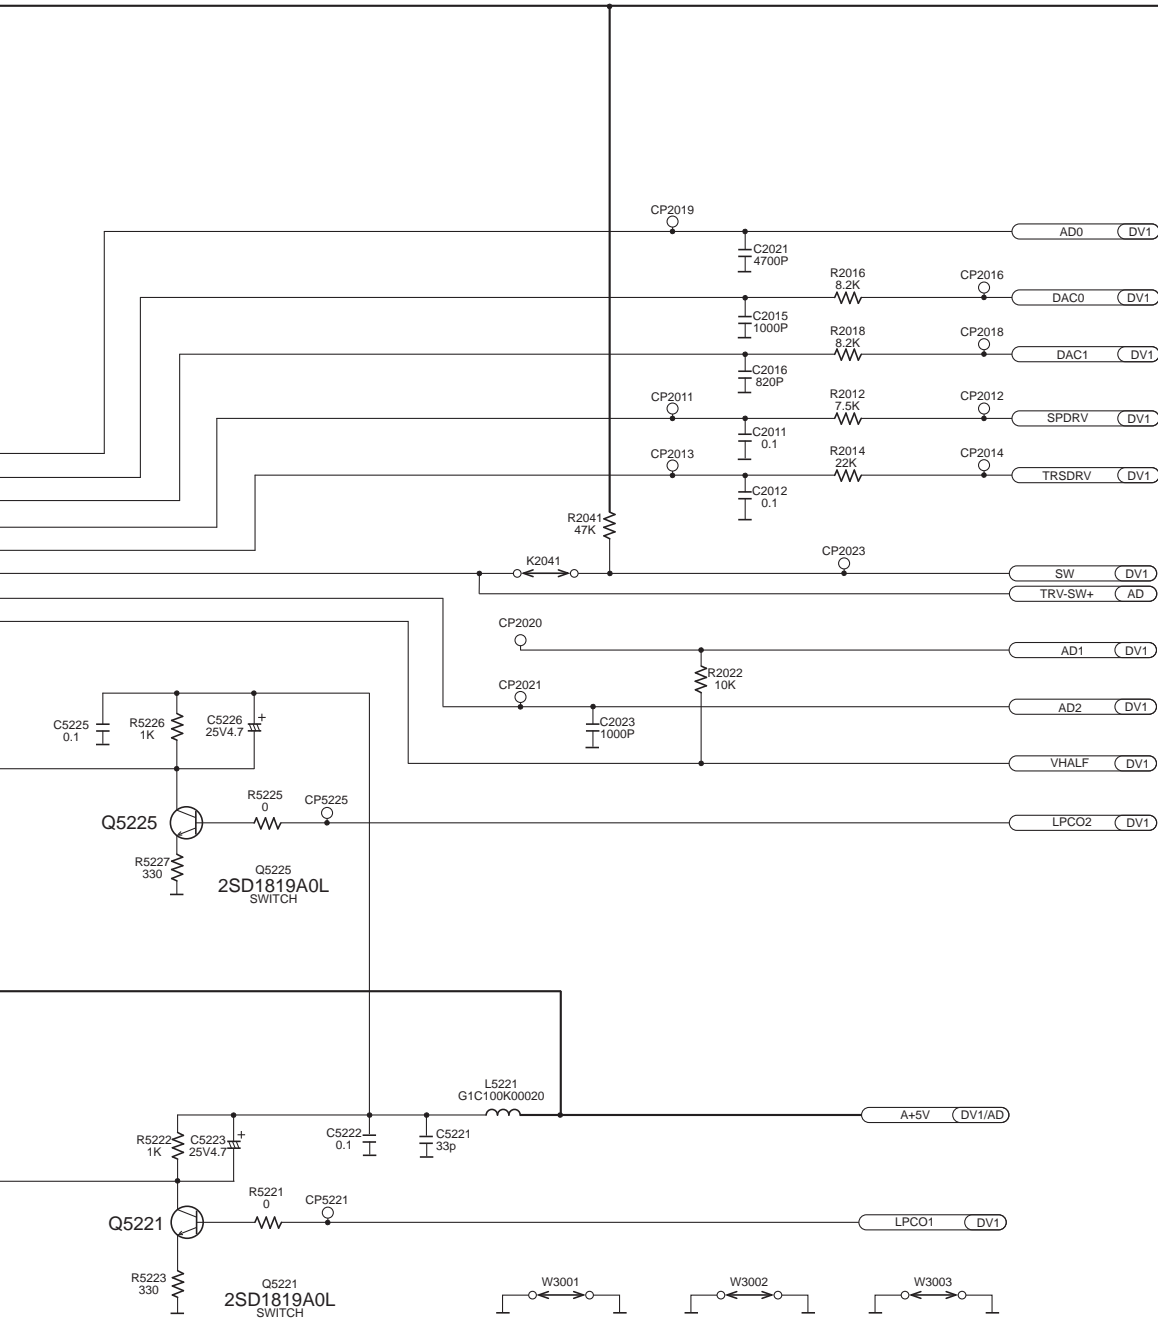 CP2019
AD0 DV1
C2021
4700P
R2016
8.2K
CP2016
DAC0 DV1
C2015
1000P
R2018
8.2K
CP2018
DAC1 DV1
C2016
820P
CP2011
R2012
7.5K
CP2012
SPDRV DV1
C2011
0.1
CP2013
R2014
22K
CP2014
TRSDRV DV1
C2012
0.1
R2041
47K
K2041
CP2023
SW DV1
TRV-SW+ AD
CP2020
AD1 DV1
R2022
10K
CP2021
AD2 DV1
C2023
1000P
C5225
0.1
R5226
1K
C5226
25V4.7
+
VHALF DV1
R5225
0
CP5225
Q5225
LPCO2 DV1
R5227
330
Q5225
2SD1819A0L
SWITCH
L5221
G1C100K00020
A+5V DV1/AD
R5222
1K
C5223
25V4.7
+
C5222
0.1
C5221
33p
R5221
0
CP5221
Q5221
LPCO1 DV1
R5223
330
Q5221
2SD1819A0L
SWITCH
W3001
W3002
W3003